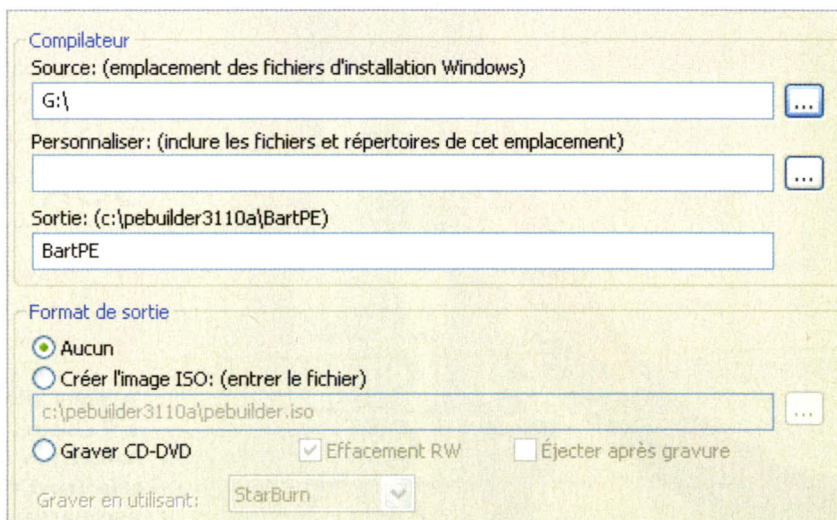 Compilateur
Source: (emplacement des fichiers d'installation Windows)
G:\
...
Personnaliser: (inclure les fichiers et répertoires de cet emplacement)
...
Sortie: (c:\pebuilder3110a\BartPE)
BartPE
Format de sortie
Aucun
Créer l'image ISO: (entrer le fichier)
c:\pebuilder3110a\pebuilder.iso
...
Graver CD-DVD Effacement RW Éjecter après gravure
Graver en utilisant: StarBurn